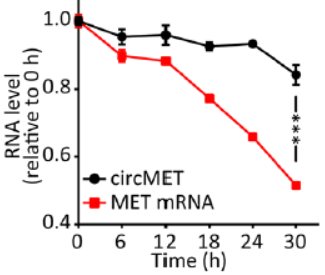 RNA level
(relative to 0 h)
1.0
0.8
0.6
0.4
circMET
MET mRNA
***
0 6 12 18 24 30
Time (h)